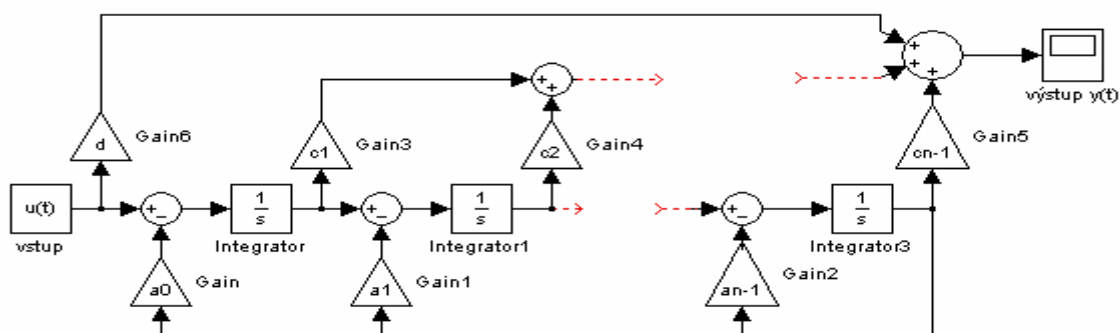 +
+
+
výstup y(t)
+
+
d
Gain6
c1
Gain3
c2
Gain4
cn-1
Gain5
u(t)
vstup
+
-
1
s
Integrator
+
-
1
s
Integrator1
+
-
1
s
Integrator3
a0
Gain
a1
Gain1
an-1
Gain2